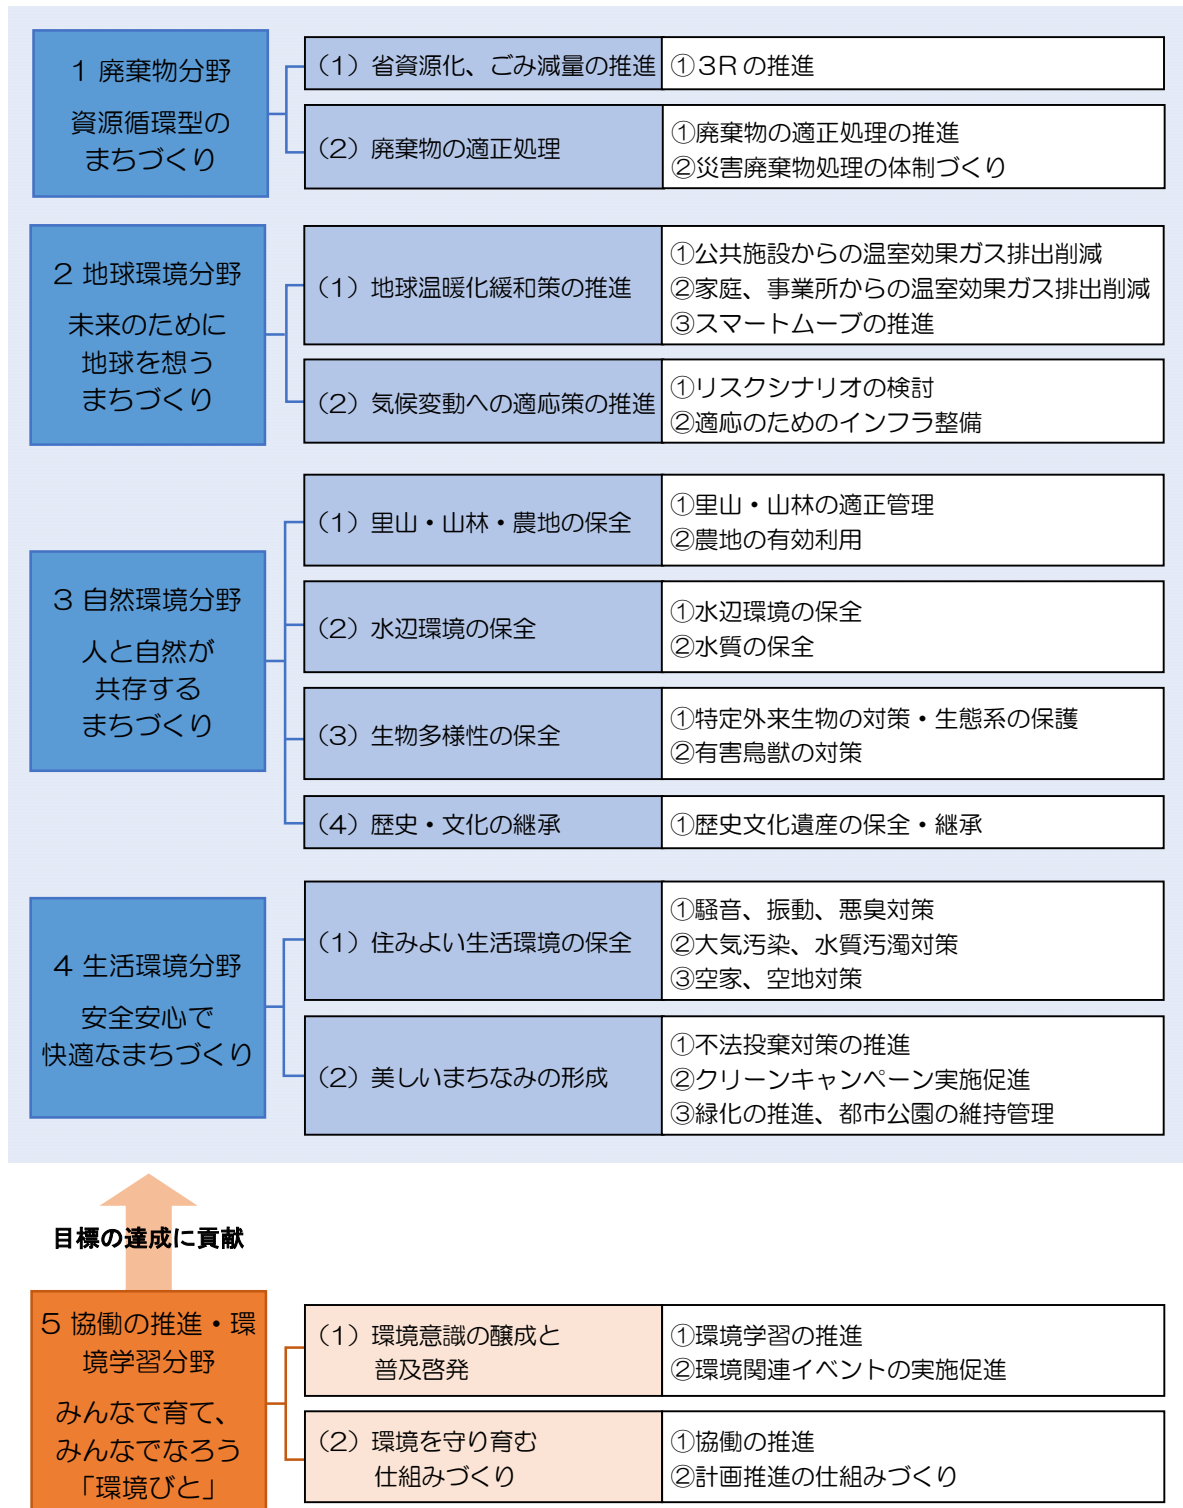 1 廃棄物分野
資源循環型の
まちづくり
（1）省資源化、ごみ減量の推進
①3Rの推進
（2）廃棄物の適正処理
①廃棄物の適正処理の推進
②災害廃棄物処理の体制づくり
2 地球環境分野
未来のために
地球を想う
まちづくり
（1）地球温暖化緩和策の推進
①公共施設からの温室効果ガス排出削減
②家庭、事業所からの温室効果ガス排出削減
③スマートムーブの推進
（2）気候変動への適応策の推進
①リスクシナリオの検討
②適応のためのインフラ整備
3 自然環境分野
人と自然が
共存する
まちづくり
（1）里山・山林・農地の保全
①里山・山林の適正管理
②農地の有効利用
（2）水辺環境の保全
①水辺環境の保全
②水質の保全
（3）生物多様性の保全
①特定外来生物の対策・生態系の保護
②有害鳥獣の対策
（4）歴史・文化の継承
①歴史文化遺産の保全・継承
4 生活環境分野
安全安心で
快適なまちづくり
（1）住みよい生活環境の保全
①騒音、振動、悪臭対策
②大気汚染、水質汚濁対策
③空家、空地対策
（2）美しいまちなみの形成
①不法投棄対策の推進
②クリーンキャンペーン実施促進
③緑化の推進、都市公園の維持管理
目標の達成に貢献
5 協働の推進・環
境学習分野
みんなで育て、
みんなでなろう
「環境びと」
（1）環境意識の醸成と
普及啓発
①環境学習の推進
②環境関連イベントの実施促進
（2）環境を守り育む
仕組みづくり
①協働の推進
②計画推進の仕組みづくり